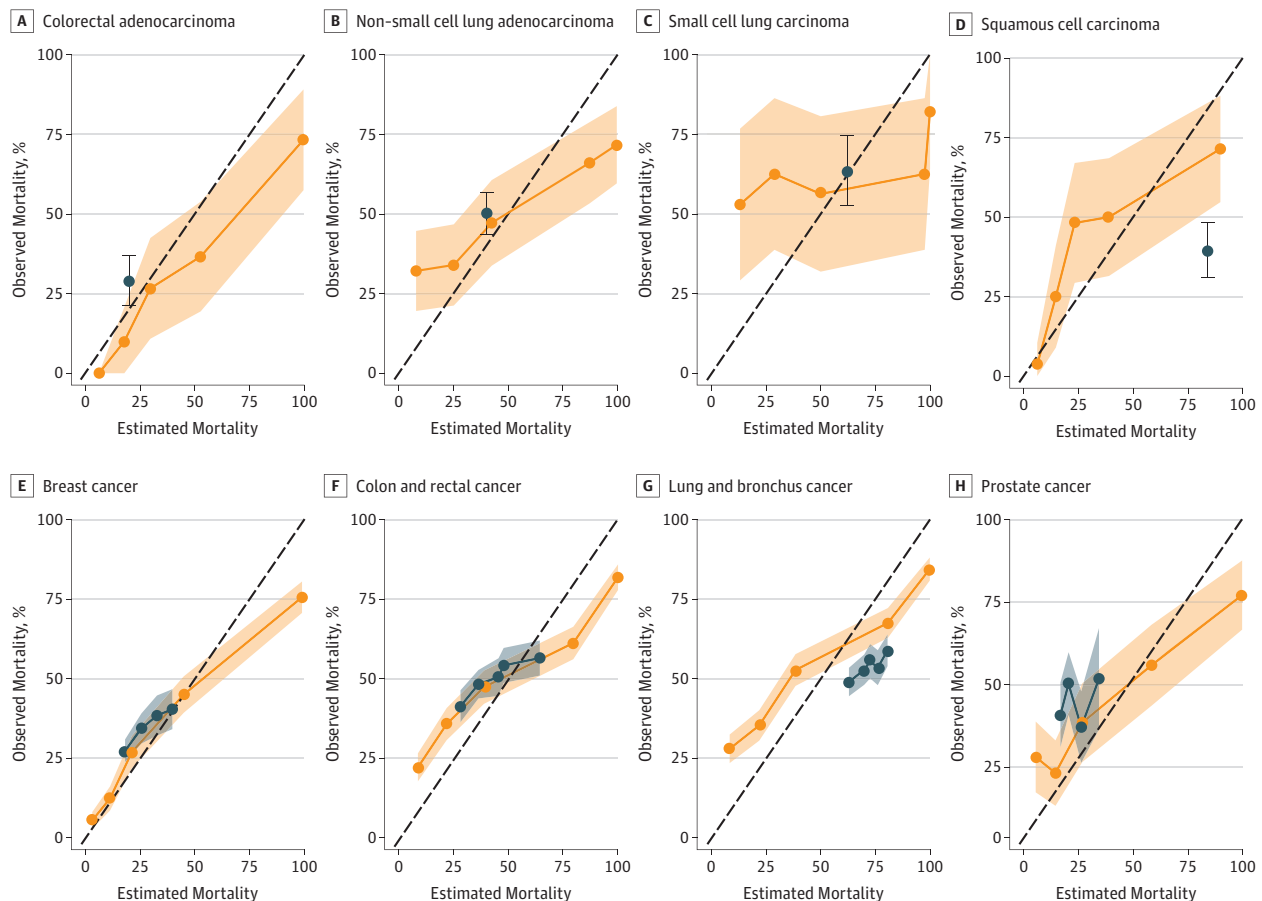 A Colorectal adenocarcinoma
Observed Mortality, %
100
75
50
25
0
0 25 50 75 100
Estimated Mortality
B Non-small cell lung adenocarcinoma
Observed Mortality, %
100
75
50
25
0
0 25 50 75 100
Estimated Mortality
C Small cell lung carcinoma
Observed Mortality, %
100
75
50
25
0
0 25 50 75 100
Estimated Mortality
D Squamous cell carcinoma
Observed Mortality, %
100
75
50
25
0
0 25 50 75 100
Estimated Mortality
E Breast cancer
Observed Mortality, %
100
75
50
25
0
0 25 50 75 100
Estimated Mortality
F Colon and rectal cancer
Observed Mortality, %
100
75
50
25
0
0 25 50 75 100
Estimated Mortality
G Lung and bronchus cancer
Observed Mortality, %
100
75
50
25
0
0 25 50 75 100
Estimated Mortality
H Prostate cancer
Observed Mortality, %
100
75
50
25
0
0 25 50 75 100
Estimated Mortality